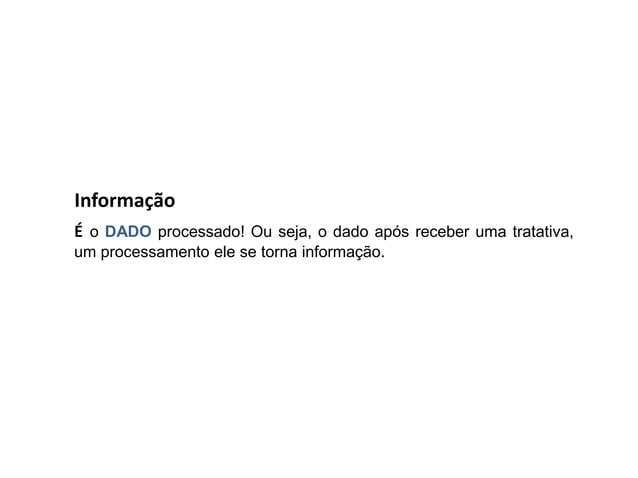 Informação
É o DADO processado! Ou seja, o dado após receber uma tratativa,
um processamento ele se torna informação.